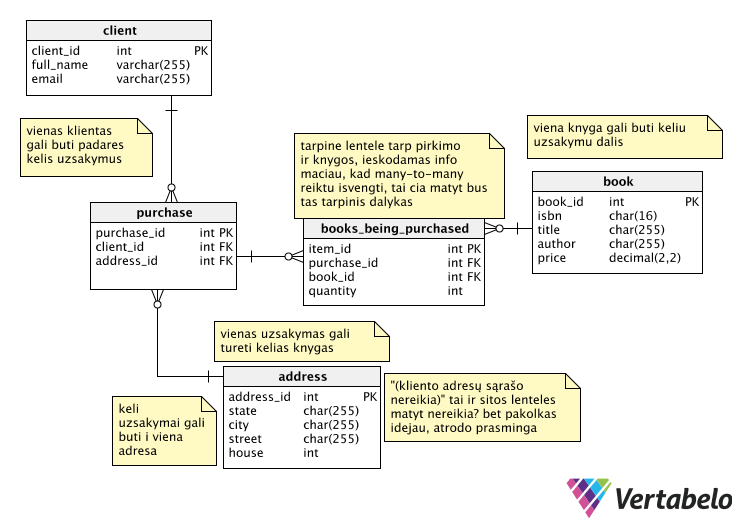 client
client_id int PK
full_name varchar(255)
email varchar(255)
vienas klientas
gali buti padares
kelis uzsakymus
tarpine lentele tarp pirkimo
ir knygos, ieskodamas info
maciau, kad many-to-many
reiktu isvengti, tai cia matyt bus
tas tarpinis dalykas
viena knyga gali buti keliu
uzsakymu dalis
purchase
purchase_id int PK
client_id int FK
address_id int FK
books_being_purchased
item_id int PK
purchase_id int FK
book_id int FK
quantity int
book
book_id int PK
isbn char(16)
title char(255)
author char(255)
price decimal(2,2)
vienas uzsakymas gali
tureti kelias knygas
address
address_id int PK
state char(255)
city char(255)
street char(255)
house int
keli
uzsakymai gali
buti i viena
adresa
"(kliento adresų sąrašo
nereikia)" tai ir sitos lenteles
matyt nereikia? bet pakolkas
idejau, atrodo prasminga
Vertabelo